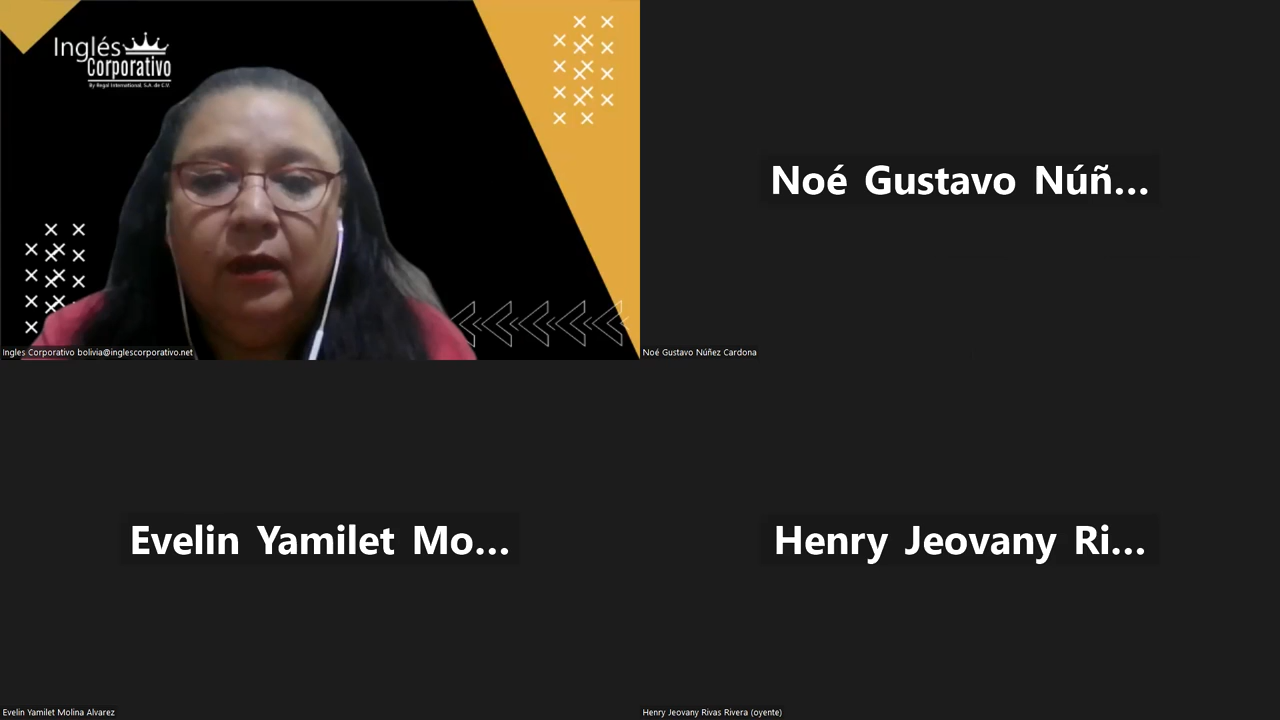 Inglés
Corporativo
By Regal International, S.A. de C.V.
Ingles Corporativo bolivia@inglescorporativo.net
Noé Gustavo Núñ...
Noé Gustavo Núñez Cardona
Evelin Yamilet Mo...
Evelin Yamilet Molina Alvarez
Henry Jeovany Ri...
Henry Jeovany Rivas Rivera (oyente)